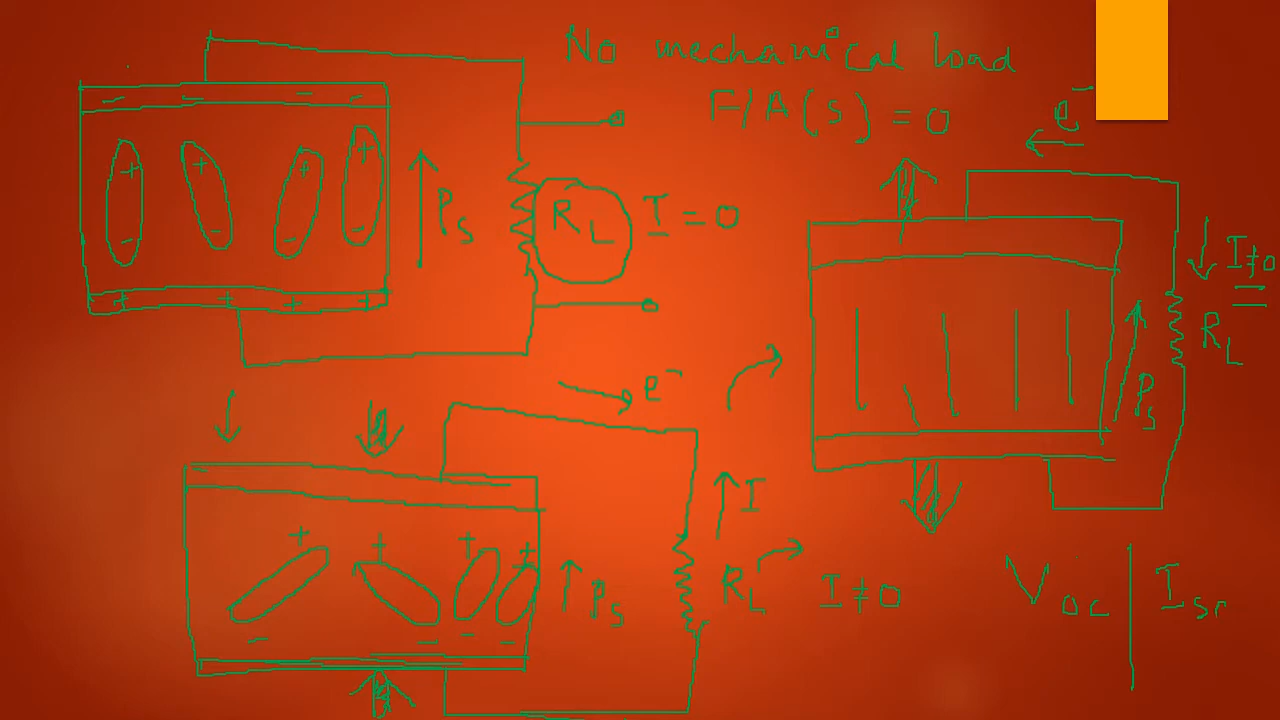 No mechanical load
F/A(s) = 0
e-
- - - -
+ + + +
- - - -
+ + + +
Ps
RL I = 0
I≠0
RL
Ps
e-
-
+ + + +
- - - -
Ps
I
RL I≠0
Voc | Isc